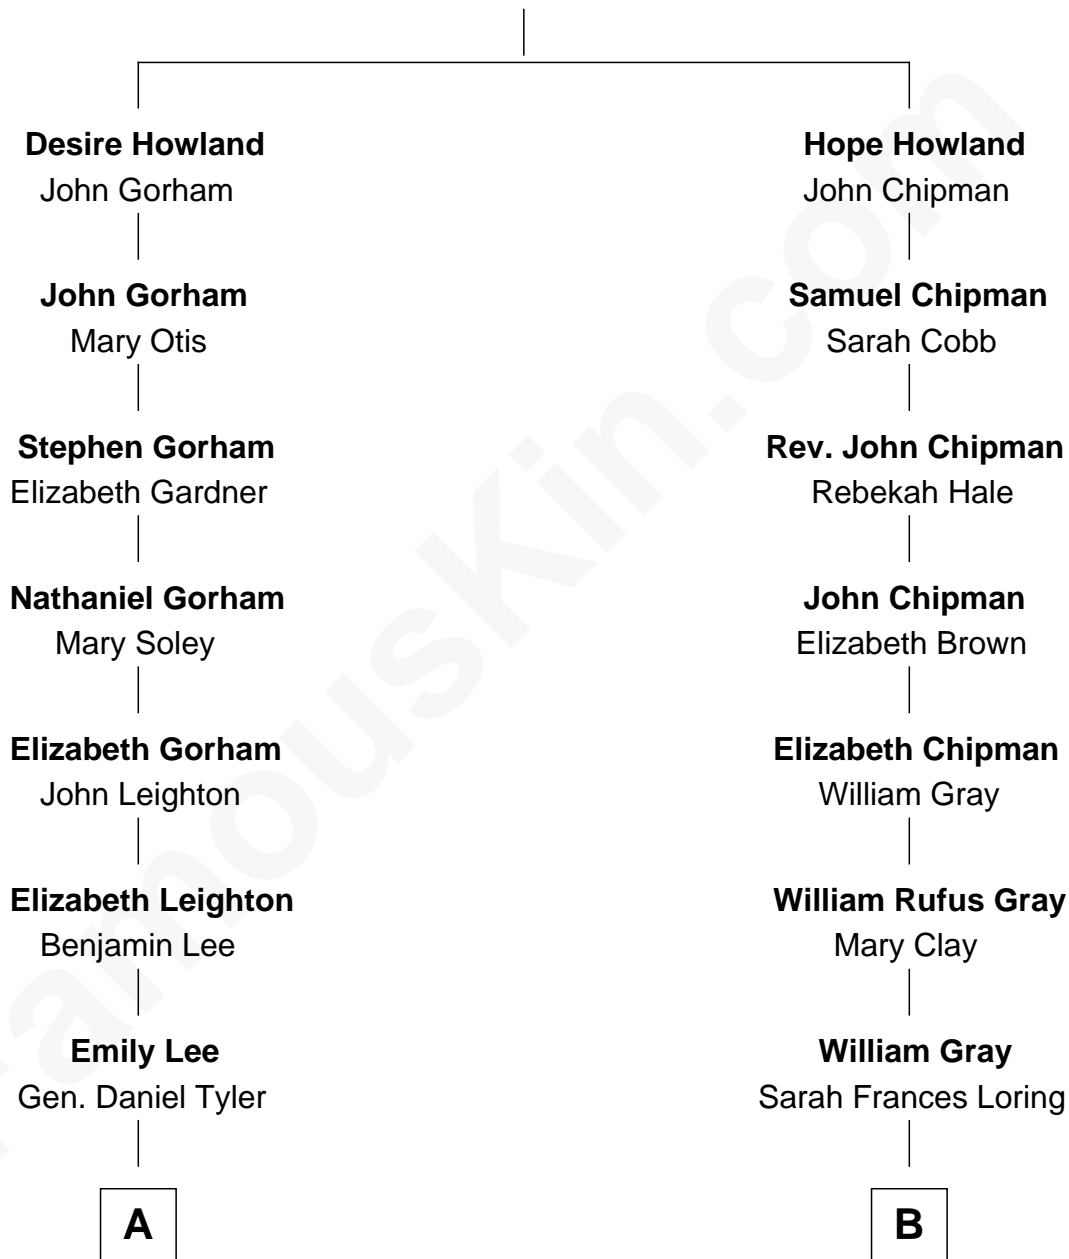 Desire Howland
John Gorham
John Gorham
Mary Otis
Stephen Gorham
Elizabeth Gardner
Nathaniel Gorham
Mary Soley
Elizabeth Gorham
John Leighton
Elizabeth Leighton
Benjamin Lee
Emily Lee
Gen. Daniel Tyler
A
Hope Howland
John Chipman
Samuel Chipman
Sarah Cobb
Rev. John Chipman
Rebekah Hale
John Chipman
Elizabeth Brown
Elizabeth Chipman
William Gray
William Rufus Gray
Mary Clay
William Gray
Sarah Frances Loring
B
FamousKin.com